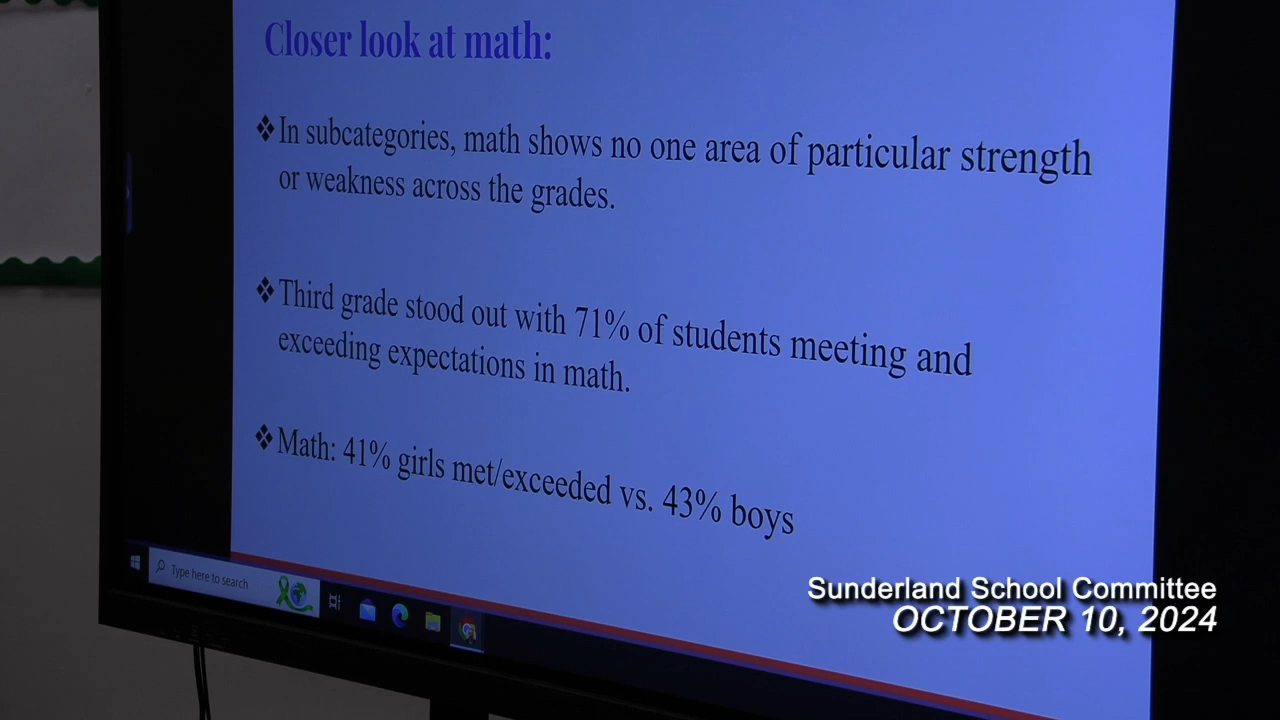 Closer look at math:
In subcategories, math shows no one area of particular strength
or weakness across the grades.
Third grade stood out with 71% of students meeting and
exceeding expectations in math.
Math: 41% girls met/exceeded vs. 43% boys
Type here to search
Sunderland School Committee
OCTOBER 10, 2024